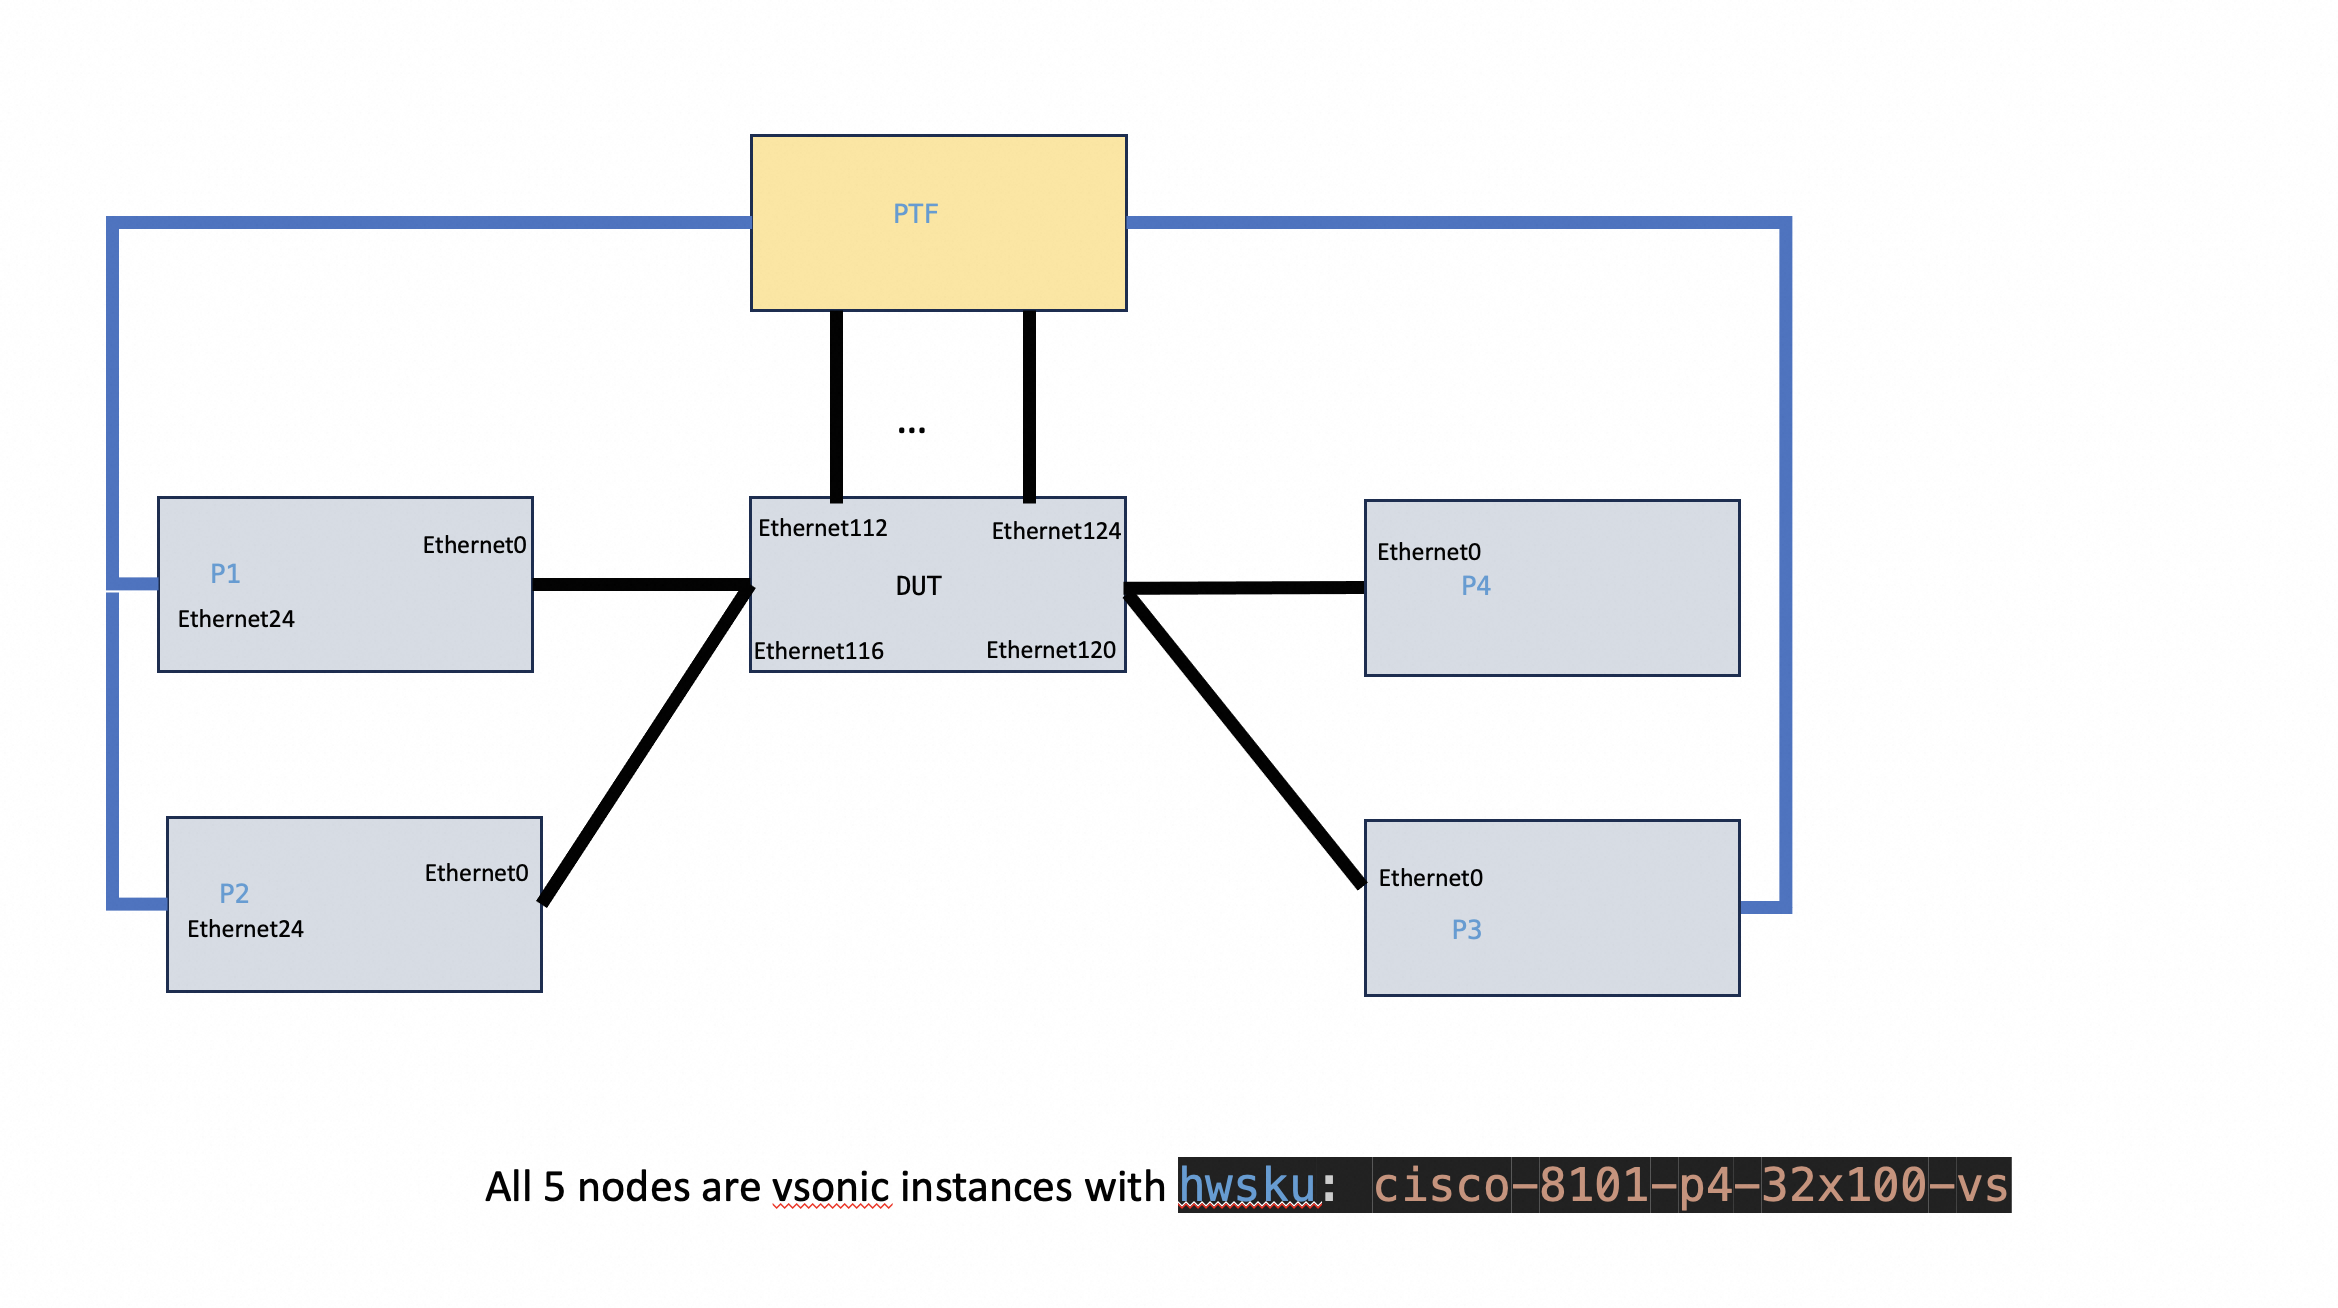 PTF
...
Ethernet112
Ethernet124
Ethernet0
P1
Ethernet24
DUT
Ethernet116
Ethernet120
Ethernet0
P4
Ethernet0
P2
Ethernet24
Ethernet0
P3
All 5 nodes are vsonic instances with hwsku: cisco-8101-p4-32x100-vs